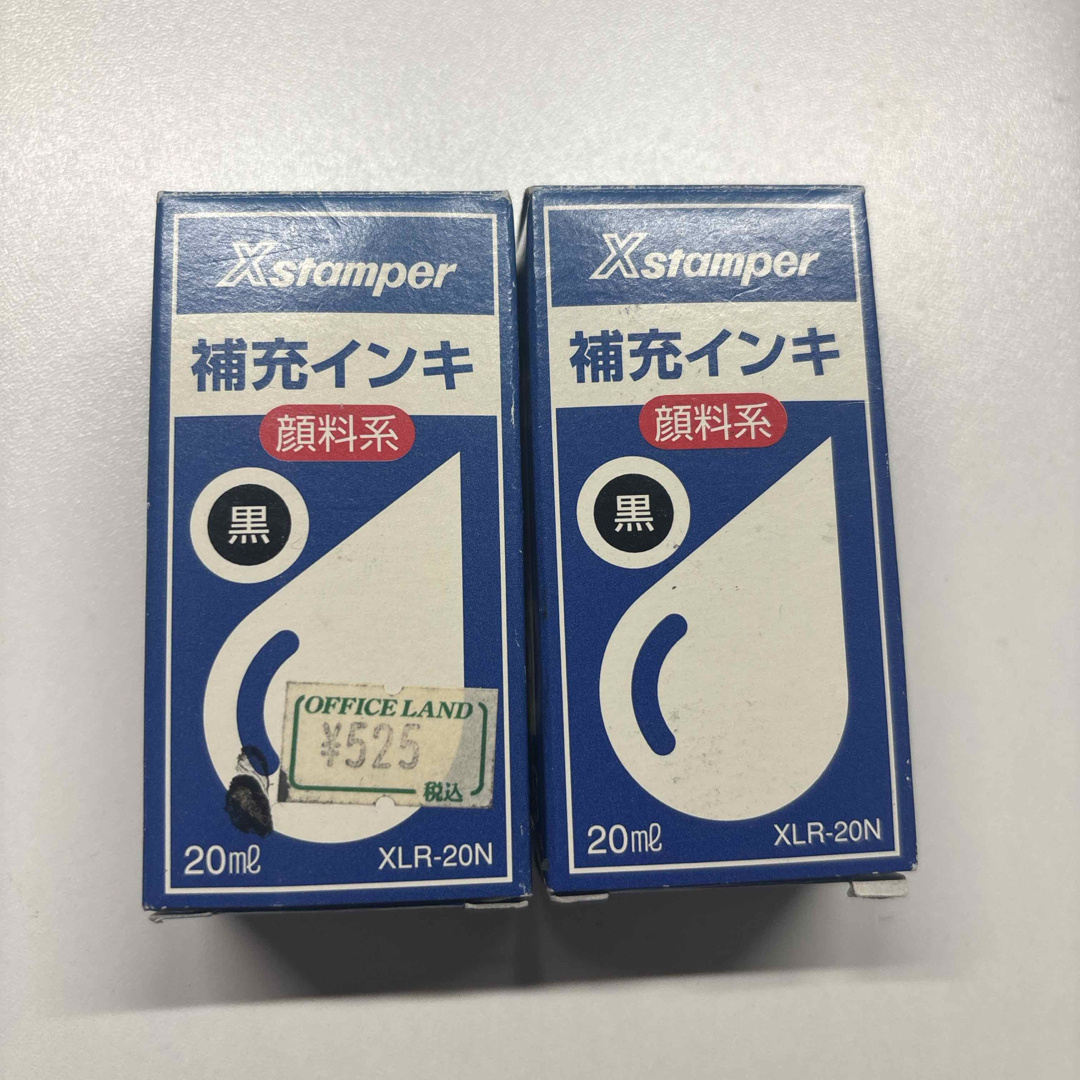 Xstamper
補充インキ
顔料系
黒
OFFICE LAND
¥525
税込
20ml
XLR-20N
Xstamper
補充インキ
顔料系
黒
20ml
XLR-20N